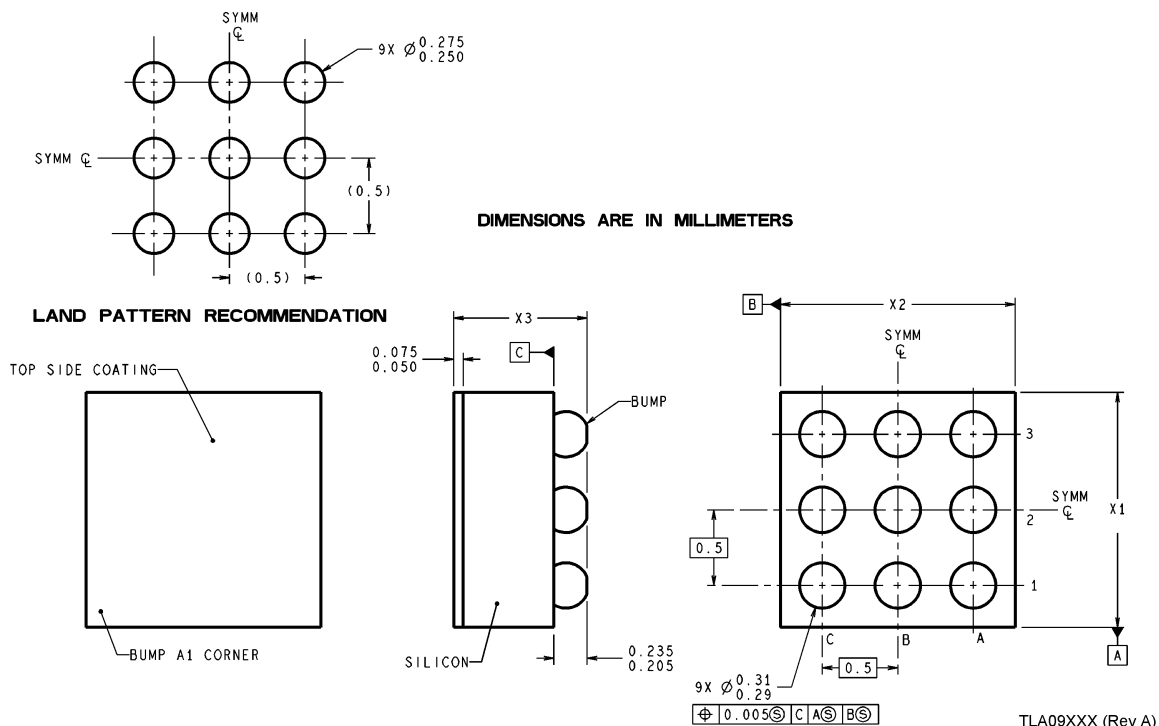 SYMM
℄
9X Ø 0.275
0.250
SYMM ℄
(0.5)
(0.5)
DIMENSIONS ARE IN MILLIMETERS
LAND PATTERN RECOMMENDATION
TOP SIDE COATING
BUMP A1 CORNER
X3
0.075
0.050
C
BUMP
SILICON
0.235
0.205
B
X2
SYMM
℄
3
SYMM
℄
2
X1
0.5
1
C
B
A
A
0.5
9X Ø 0.31
0.29
⌖ 0.005Ⓢ C AⓈ BⓈ
TLA09XXX (Rev A)